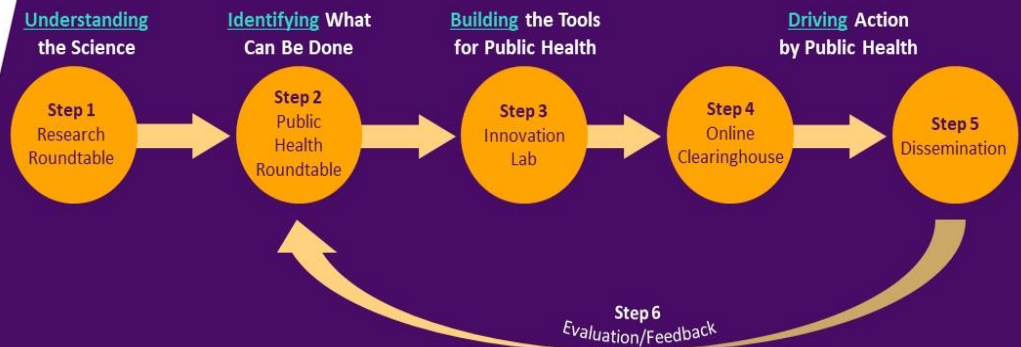 Understanding
the Science
Identifying What
Can Be Done
Building the Tools
for Public Health
Driving Action
by Public Health
Step 1
Research
Roundtable
Step 2
Public
Health
Roundtable
Step 3
Innovation
Lab
Step 4
Online
Clearinghouse
Step 5
Dissemination
Step 6
Evaluation/Feedback